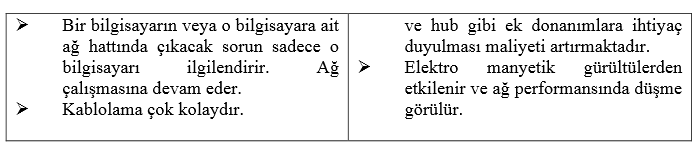 ➢ Bir bilgisayarın veya o bilgisayara ait
ağ hattında çıkacak sorun sadece o
bilgisayarı ilgilendirir. Ağ
çalışmasına devam eder.
➢ Kablolama çok kolaydır.
ve hub gibi ek donanımlara ihtiyaç
duyulması maliyeti artırmaktadır.
➢ Elektro manyetik gürültülerden
etkilenir ve ağ performansında düşme
görülür.